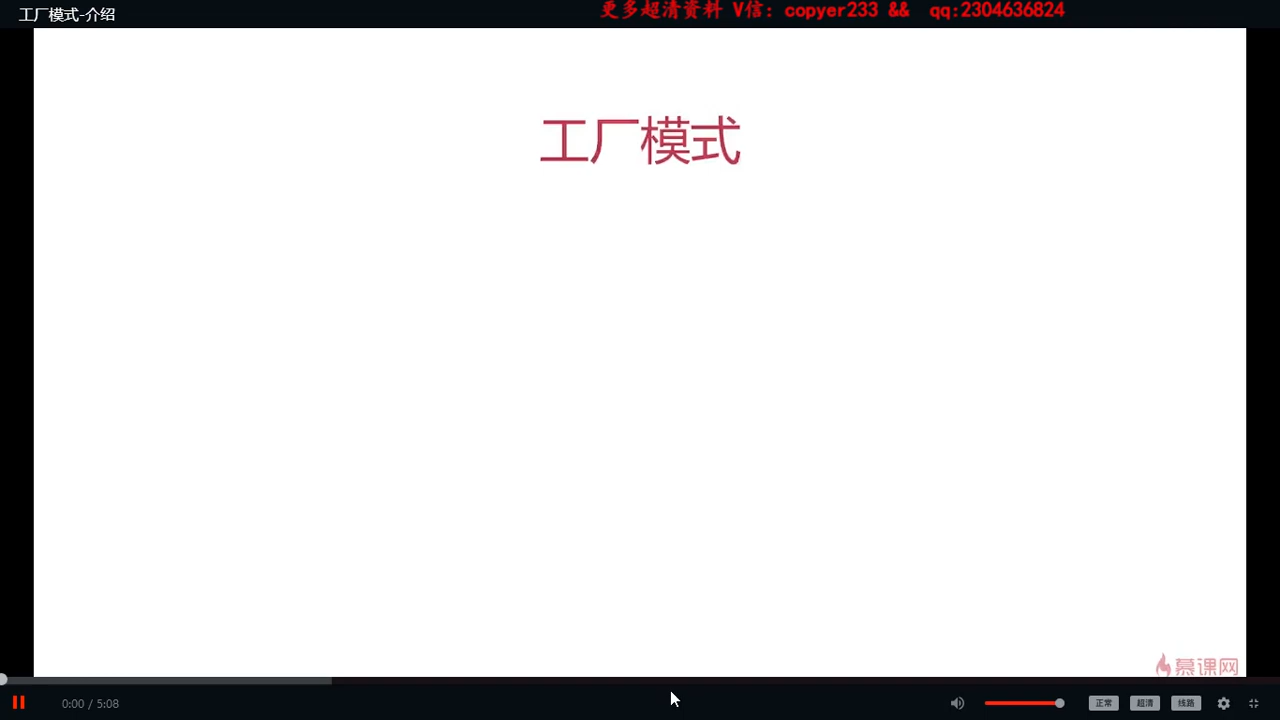 工厂模式-介绍
更多超清资料 V信：copyer233 && qq:2304636824
工厂模式
慕课网
0:00 / 5:08
正常
超清
线路